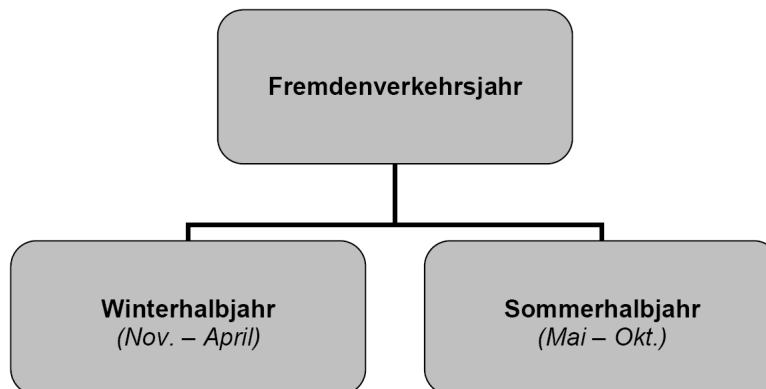 Fremdenverkehrsjahr
Winterhalbjahr
(Nov. – April)
Sommerhalbjahr
(Mai – Okt.)